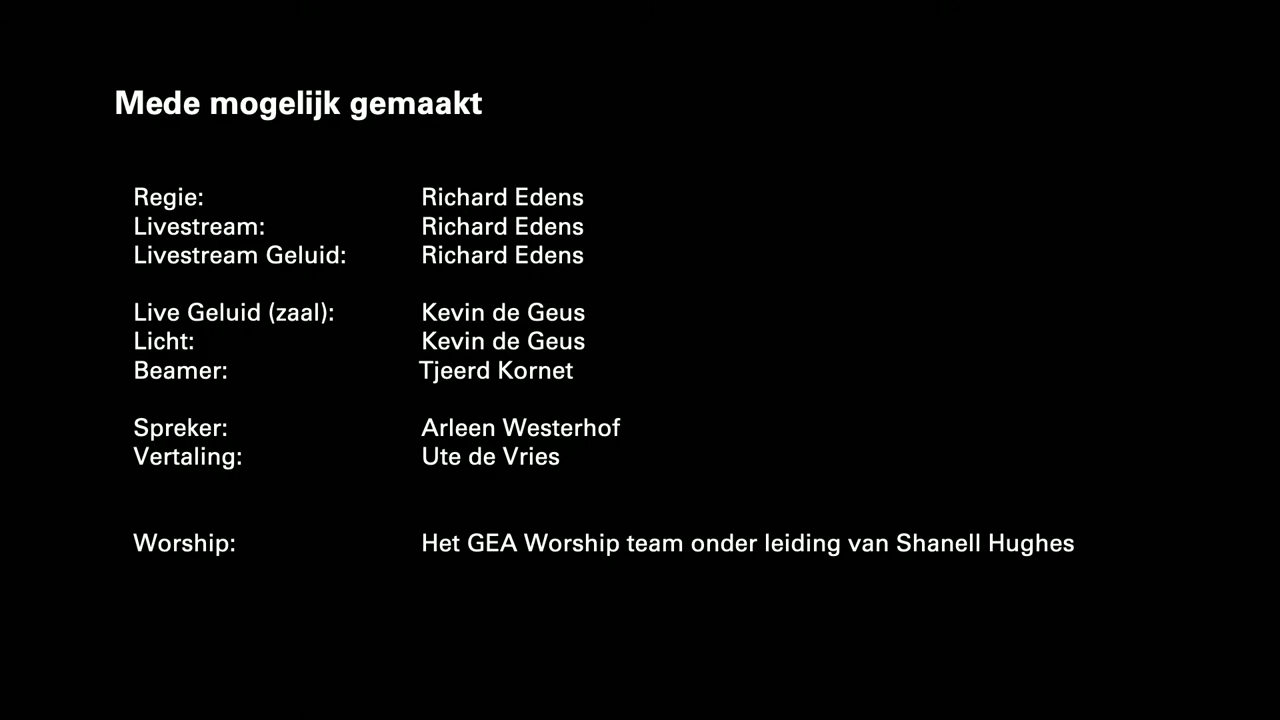 Mede mogelijk gemaakt
Regie: Richard Edens
Livestream: Richard Edens
Livestream Geluid: Richard Edens
Live Geluid (zaal): Kevin de Geus
Licht: Kevin de Geus
Beamer: Tjeerd Kornet
Spreker: Arleen Westerhof
Vertaling: Ute de Vries
Worship: Het GEA Worship team onder leiding van Shanell Hughes